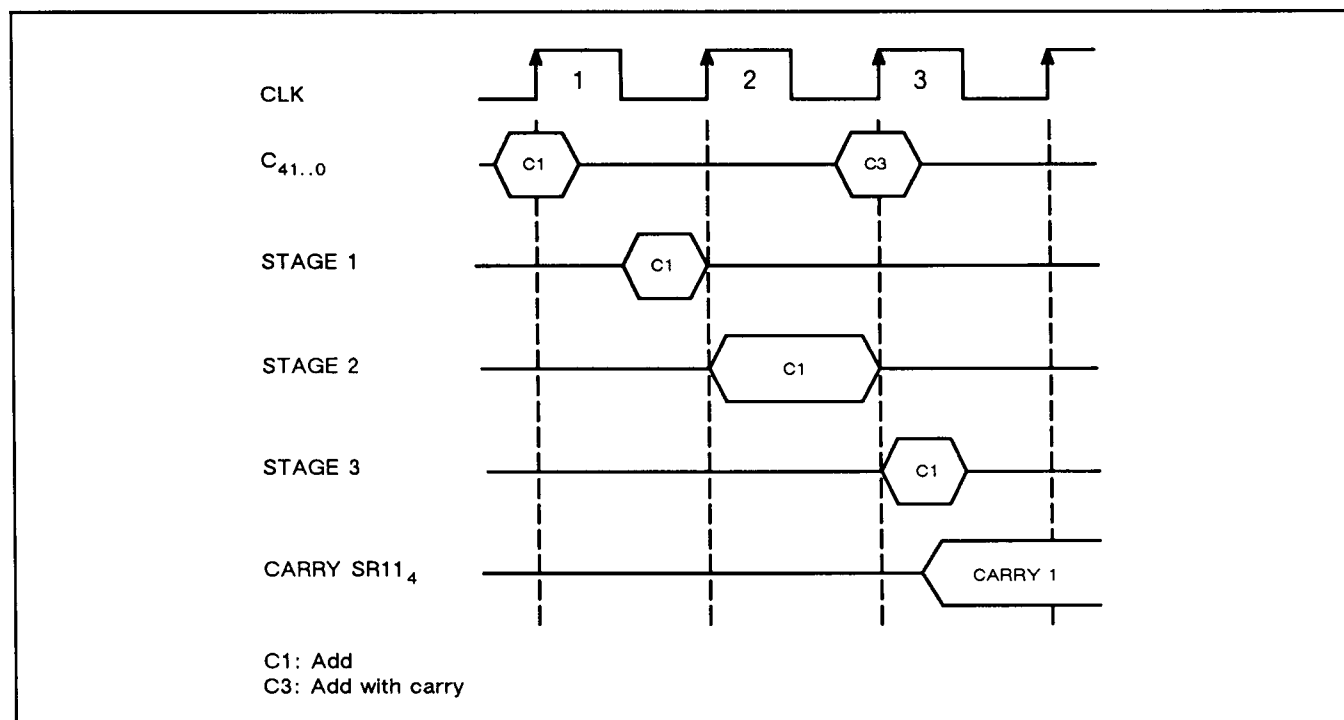 1 2 3
CLK
C41..0
C1 C3
STAGE 1
C1
STAGE 2
C1
STAGE 3
C1
CARRY SR114
CARRY 1
C1: Add
C3: Add with carry